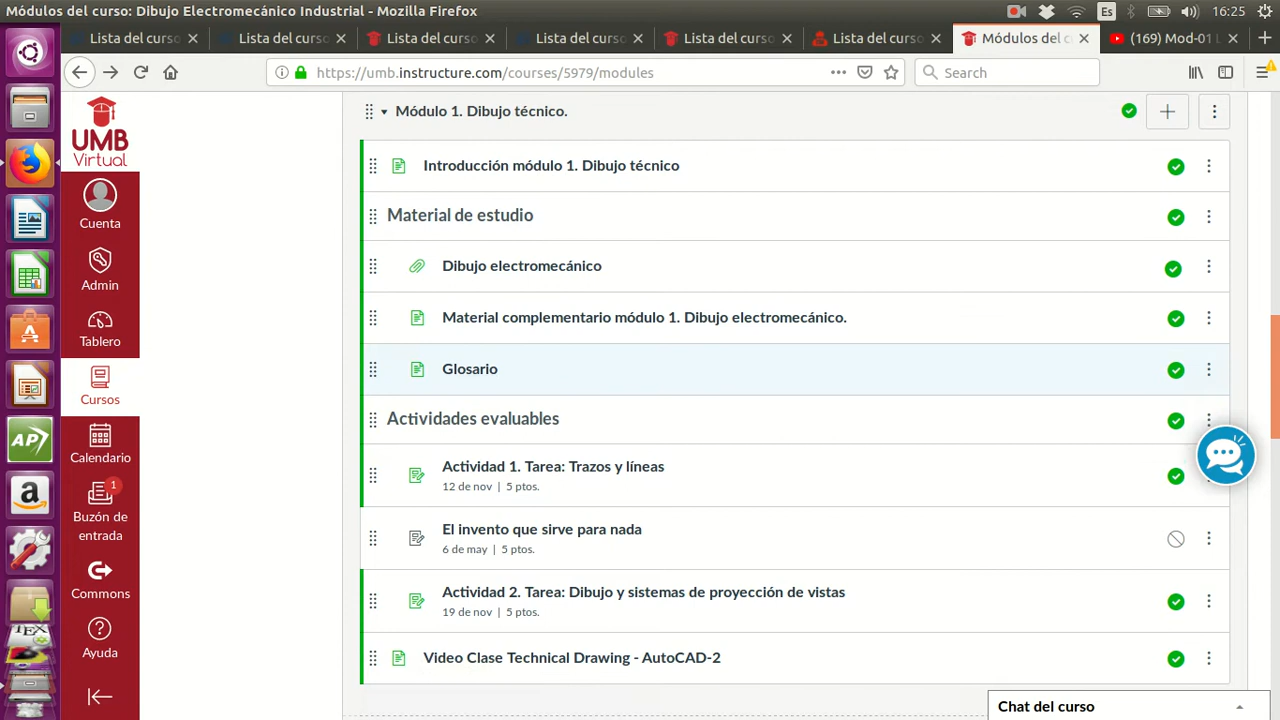 Módulos del curso: Dibujo Electromecánico Industrial - Mozilla Firefox
Es
16:25
Lista del curso
Lista del curso
Lista del curso
Lista del curso
Lista del curso
Lista del curso
Módulos del c
(169) Mod-01 L
https://umb.instructure.com/courses/5979/modules
Search
UMB
Virtual
Cuenta
Admin
Tablero
Cursos
Calendario
1
Buzón de
entrada
Commons
Ayuda
Módulo 1. Dibujo técnico.
Introducción módulo 1. Dibujo técnico
Material de estudio
Dibujo electromecánico
Material complementario módulo 1. Dibujo electromecánico.
Glosario
Actividades evaluables
Actividad 1. Tarea: Trazos y líneas
12 de nov | 5 ptos.
El invento que sirve para nada
6 de may | 5 ptos.
Actividad 2. Tarea: Dibujo y sistemas de proyección de vistas
19 de nov | 5 ptos.
Video Clase Technical Drawing - AutoCAD-2
Chat del curso
AP
a
TEX